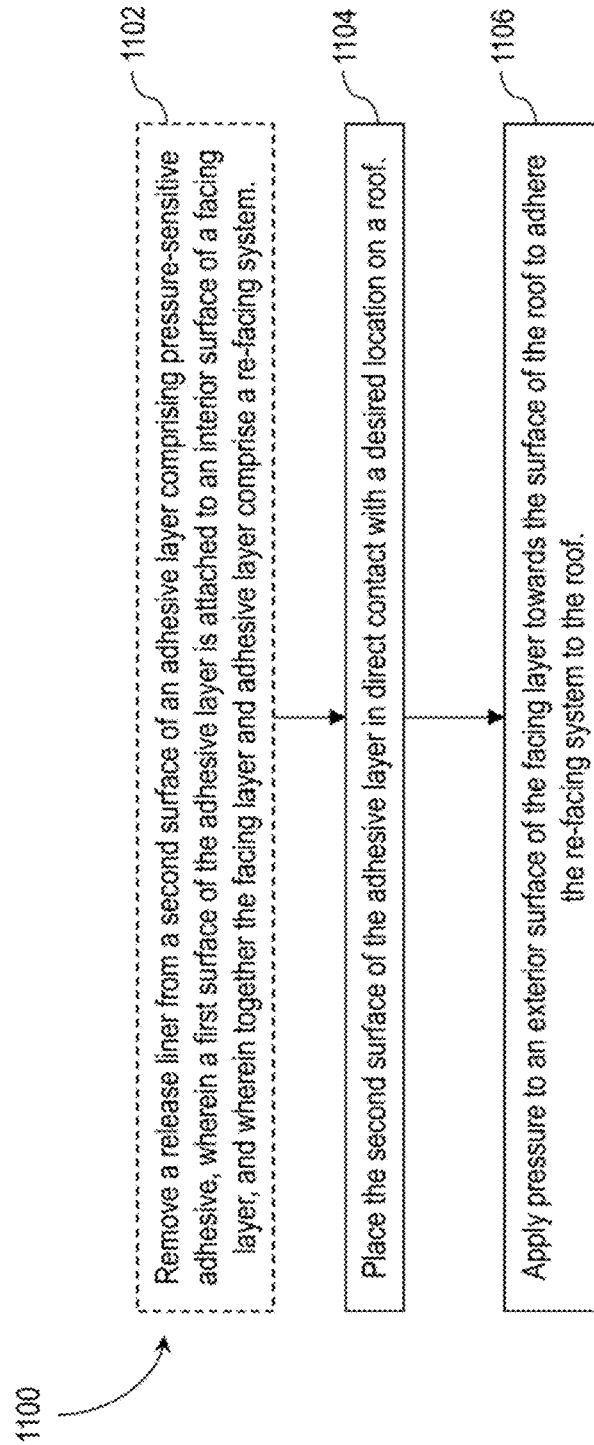 1100
Remove a release liner from a second surface of an adhesive layer comprising pressure-sensitive
adhesive, wherein a first surface of the adhesive layer is attached to an interior surface of a facing
layer, and wherein together the facing layer and adhesive layer comprise a re-facing system.
1102
Place the second surface of the adhesive layer in direct contact with a desired location on a roof.
1104
Apply pressure to an exterior surface of the facing layer towards the surface of the roof to adhere
the re-facing system to the roof.
1106